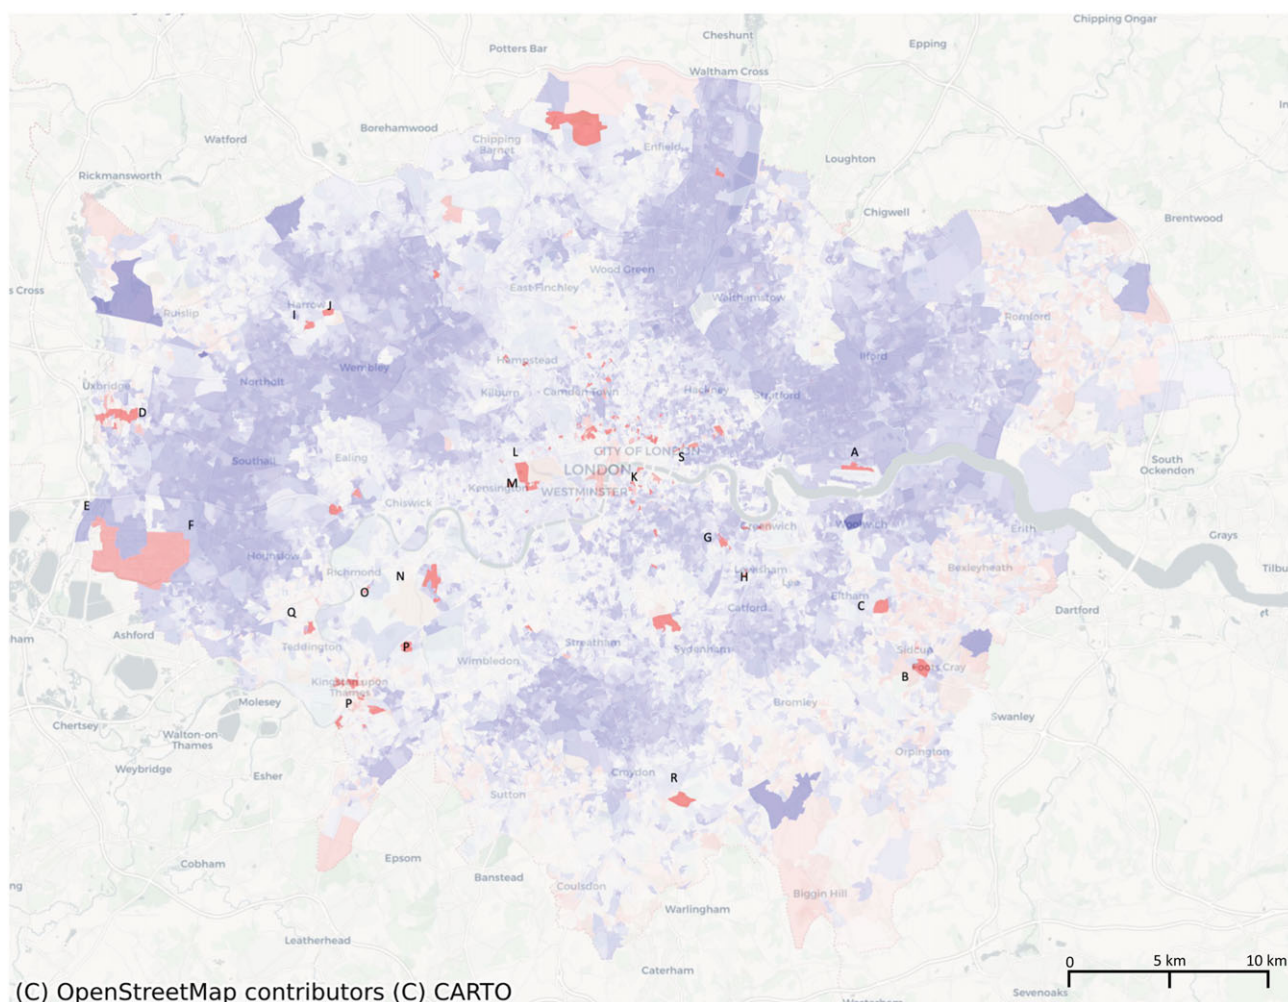 Chipping Ongar
Cheshunt
Epping
Potters Bar
Waltham Cross
Borehamwood
Watford
Chipping
Barnet
Enfield
Loughton
Rickmansworth
Chigwell
Brentwood
Wood Green
s Cross
East Finchley
Walthamstow
Harrow
J
I
Ruislip
Romford
Ilford
Hampstead
Wembley
Northolt
Uxbridge
Kilburn
Camden Town
Hackney
Stratford
D
L
CITY OF LONDON
S
A
Ealing
Southall
LONDON
South
Ockendon
M
Kensington
WESTMINSTER
K
E
Chiswick
F
Greenwich
Woolwich
Erith
G
Grays
Hounslow
Richmond
N
Lewisham
H
Lee
Bexleyheath
Tilbu
O
Eltham
C
Catford
Dartford
Q
ham
Ashford
Teddington
P
Streatham
Sydenham
Sidcup
Wimbledon
Foots Cray
B
Kingston upon
Thames
P
Molesey
Bromley
Swanley
Chertsey
Walton-on
Thames
Orpington
Weybridge
Esher
Croydon
R
Sutton
Cobham
Epsom
Banstead
ng
Coulsdon
Biggin Hill
Warlingham
Leatherhead
0
5 km
10 km
Caterham
Sevenoaks
(C) OpenStreetMap contributors (C) CARTO